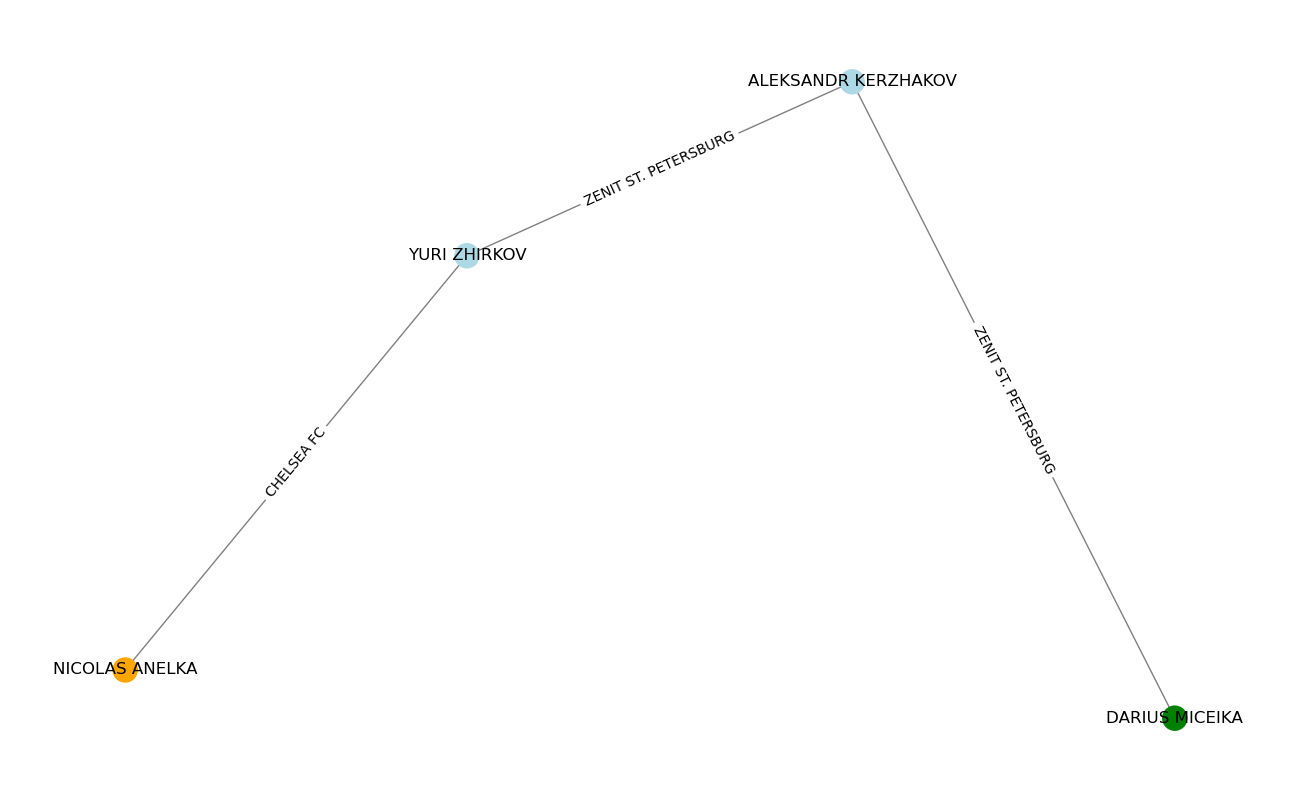 ALEKSANDR KERZHAKOV
ZENIT ST. PETERSBURG
YURI ZHIRKOV
ZENIT ST. PETERSBURG
CHELSEA FC
NICOLAS ANELKA
DARIUS MICEIKA